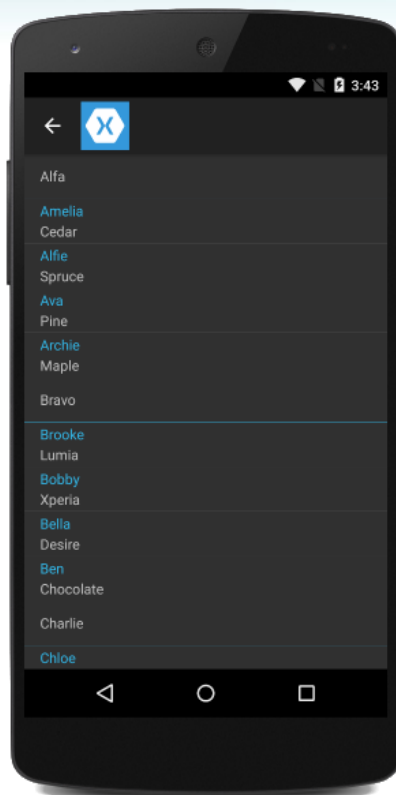 3:43
Alfa
Amelia
Cedar
Alfie
Spruce
Ava
Pine
Archie
Maple
Bravo
Brooke
Lumia
Bobby
Xperia
Bella
Desire
Ben
Chocolate
Charlie
Chloe